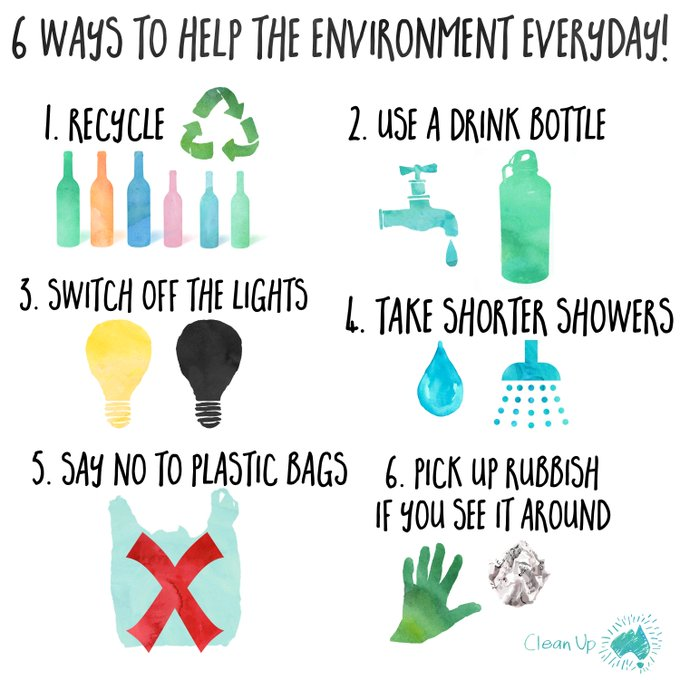 6 WAYS TO HELP THE ENVIRONMENT EVERYDAY!
1. RECYCLE
2. USE A DRINK BOTTLE
3. SWITCH OFF THE LIGHTS
4. TAKE SHORTER SHOWERS
5. SAY NO TO PLASTIC BAGS
6. PICK UP RUBBISH
IF YOU SEE IT AROUND
Clean Up